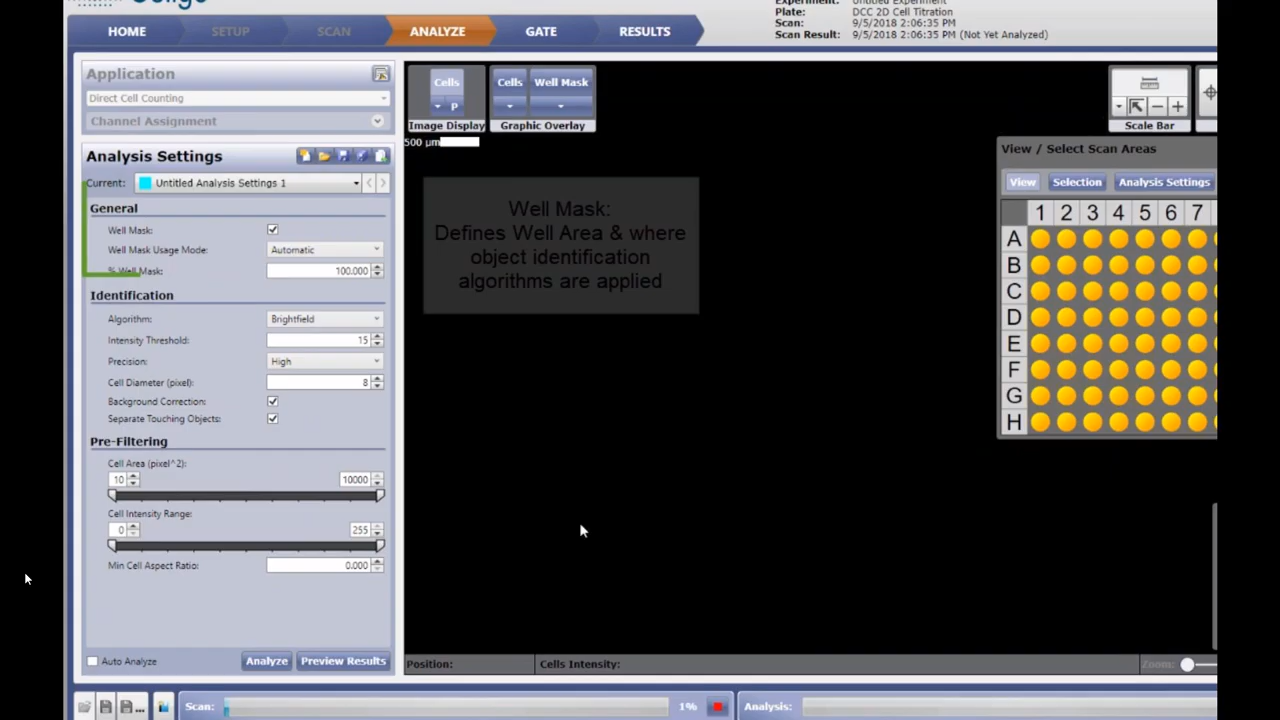 Experiment: Untitled Experiment
Plate: DCC 2D Cell Titration
Scan: 9/5/2018 2:06:35 PM
Scan Result: 9/5/2018 2:06:35 PM (Not Yet Analyzed)
HOME SETUP SCAN ANALYZE GATE RESULTS
Application
Direct Cell Counting
Channel Assignment
Analysis Settings
Current: Untitled Analysis Settings 1
General
Well Mask:
Well Mask Usage Mode: Automatic
% Well Mask: 100.000
Identification
Algorithm: Brightfield
Intensity Threshold: 15
Precision: High
Cell Diameter (pixel): 8
Background Correction:
Separate Touching Objects:
Pre-Filtering
Cell Area (pixel^2):
10 10000
Cell Intensity Range:
0 255
Min Cell Aspect Ratio: 0.000
Auto Analyze Analyze Preview Results
Cells Cells Well Mask
P
Image Display Graphic Overlay
500 µm
Well Mask:
Defines Well Area & where
object identification
algorithms are applied
Scale Bar
View / Select Scan Areas
View Selection Analysis Settings
1 2 3 4 5 6 7
A
B
C
D
E
F
G
H
Position: Cells Intensity: Zoom:
Scan: 1% Analysis: